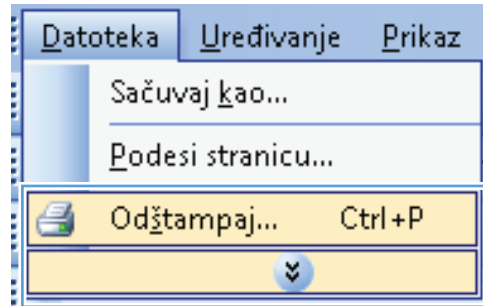 Datoteka Uređivanje Prikaz
Sačuvaj kao...
Podesi stranicu...
Odštampaj... Ctrl+P